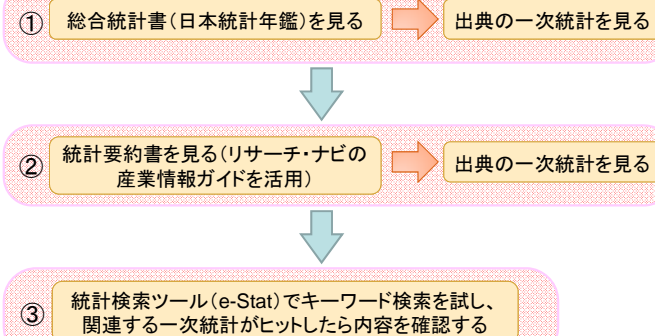 ① 総合統計書(日本統計年鑑)を見る 出典の一次統計を見る
② 統計要約書を見る(リサーチ・ナビの
産業情報ガイドを活用) 出典の一次統計を見る
③ 統計検索ツール(e-Stat)でキーワード検索を試し、
関連する一次統計がヒットしたら内容を確認する